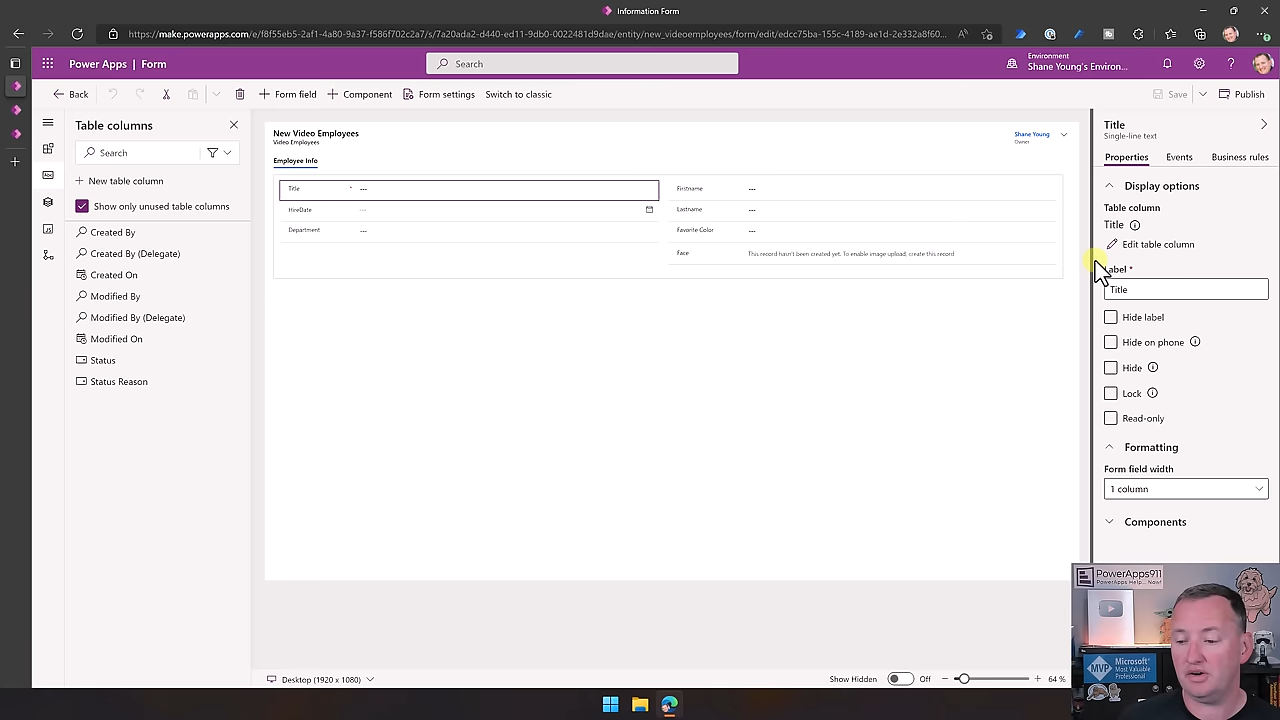 Information Form
https://make.powerapps.com/e/f8f55eb5-2af1-4a80-9a37-f586f702c2a7/s/7a20ada2-d440-ed11-9db0-0022481d9dae/entity/new_videoemployees/form/edit/edcc75ba-155c-4189-ae1d-2e332a8f60...
Power Apps | Form
Search
Environment
Shane Young's Environ...
Back
Form field
Component
Form settings
Switch to classic
Save
Publish
Table columns
Search
New table column
Show only unused table columns
Created By
Created By (Delegate)
Created On
Modified By
Modified By (Delegate)
Modified On
Status
Status Reason
New Video Employees
Video Employees
Shane Young
Owner
Employee Info
Title * ---
HireDate ---
Department ---
Firstname ---
Lastname ---
Favorite Color ---
Face This record hasn't been created yet. To enable image upload, create this record
Title
Single-line text
Properties Events Business rules
Display options
Table column
Title
Edit table column
Label *
Title
Hide label
Hide on phone
Hide
Lock
Read-only
Formatting
Form field width
1 column
Components
Desktop (1920 x 1080)
Show Hidden Off
64 %
PowerApps911
PowerApps Help... Now!
MVP
Microsoft®
Most Valuable
Professional